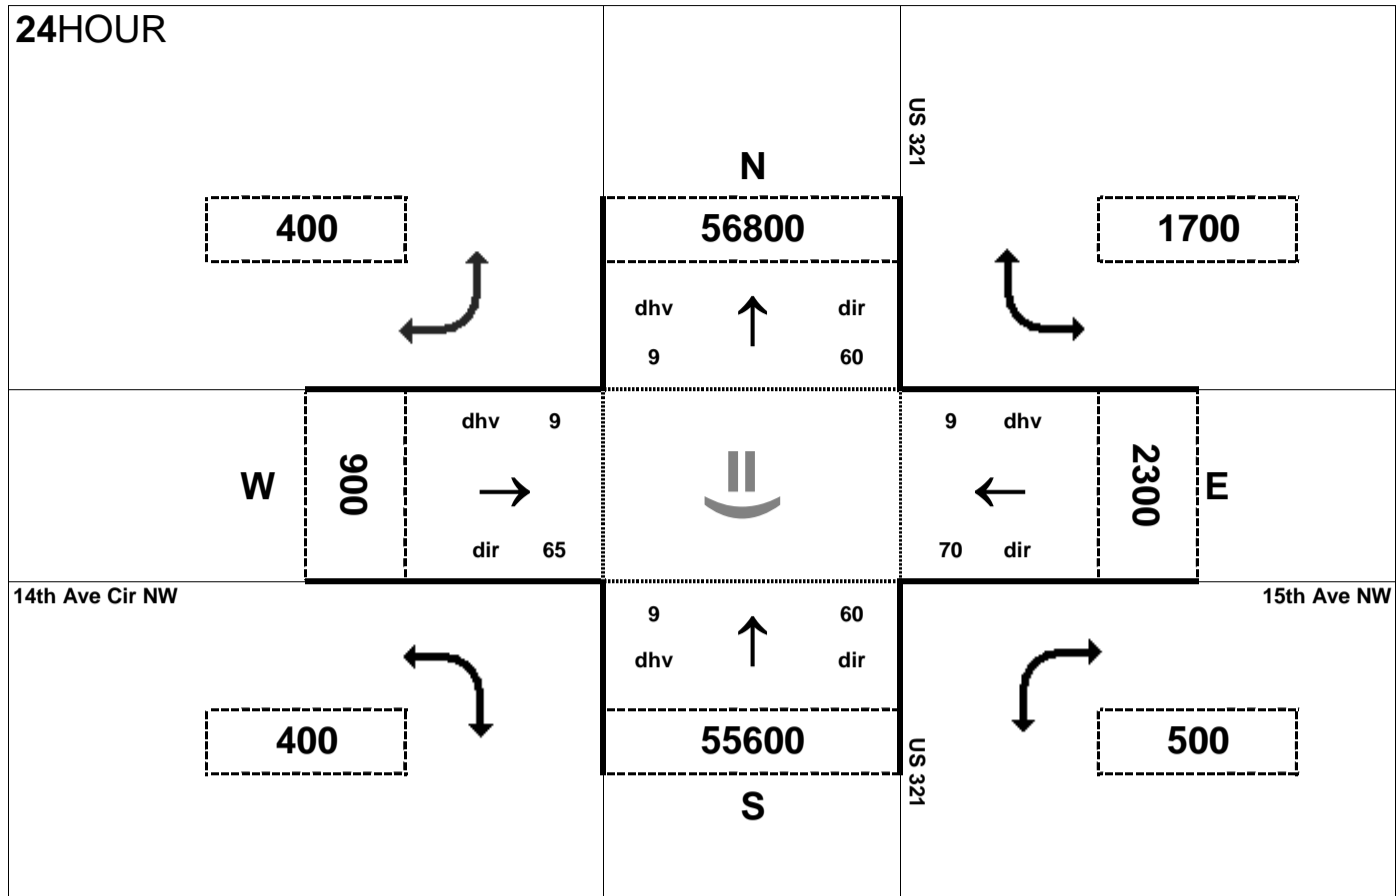 24HOUR
US 321
N
400
56800
1700
dhv dir
9 60
dhv 9
9 dhv
W
900
2300
E
dir 65
70 dir
14th Ave Cir NW
15th Ave NW
9 60
dhv dir
400
55600
500
US 321
S